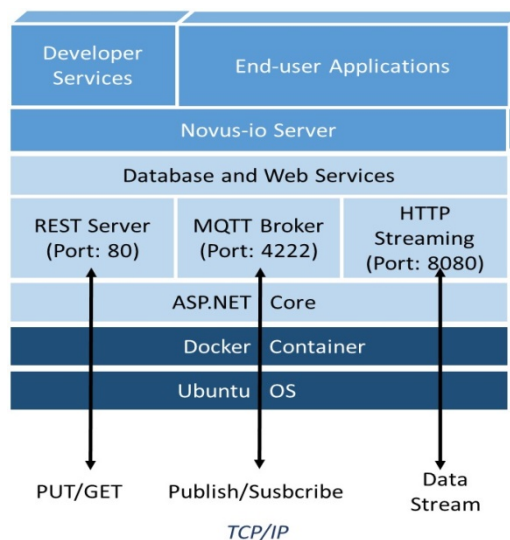 Developer
Services
End-user Applications
Novus-io Server
Database and Web Services
REST Server
(Port: 80)
MQTT Broker
(Port: 4222)
HTTP
Streaming
(Port: 8080)
ASP.NET Core
Docker Container
Ubuntu OS
PUT/GET
Publish/Susbcribe
Data
Stream
TCP/IP